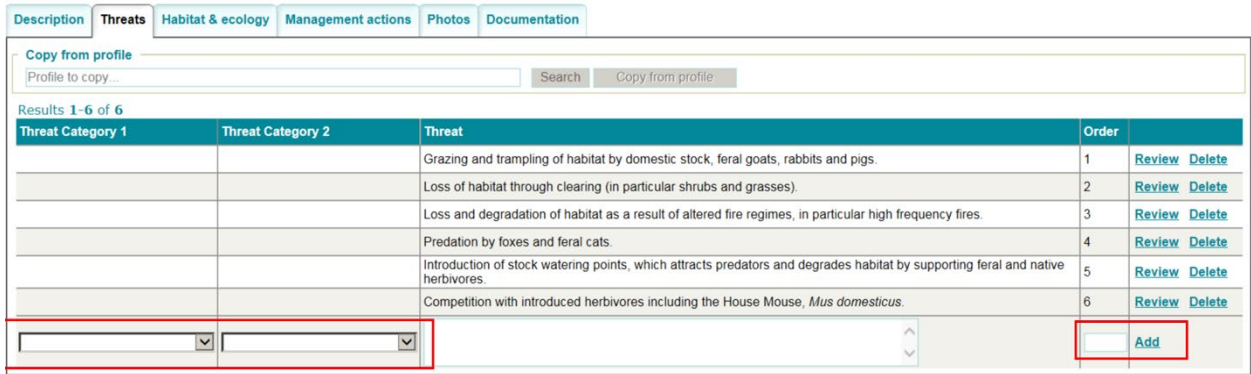 Description Threats Habitat & ecology Management actions Photos Documentation
Copy from profile
Profile to copy... Search Copy from profile
Results 1-6 of 6
Threat Category 1 Threat Category 2 Threat Order
Grazing and trampling of habitat by domestic stock, feral goats, rabbits and pigs. 1 Review Delete
Loss of habitat through clearing (in particular shrubs and grasses). 2 Review Delete
Loss and degradation of habitat as a result of altered fire regimes, in particular high frequency fires. 3 Review Delete
Predation by foxes and feral cats. 4 Review Delete
Introduction of stock watering points, which attracts predators and degrades habitat by supporting feral and native
herbivores. 5 Review Delete
Competition with introduced herbivores including the House Mouse, Mus domesticus. 6 Review Delete
Add